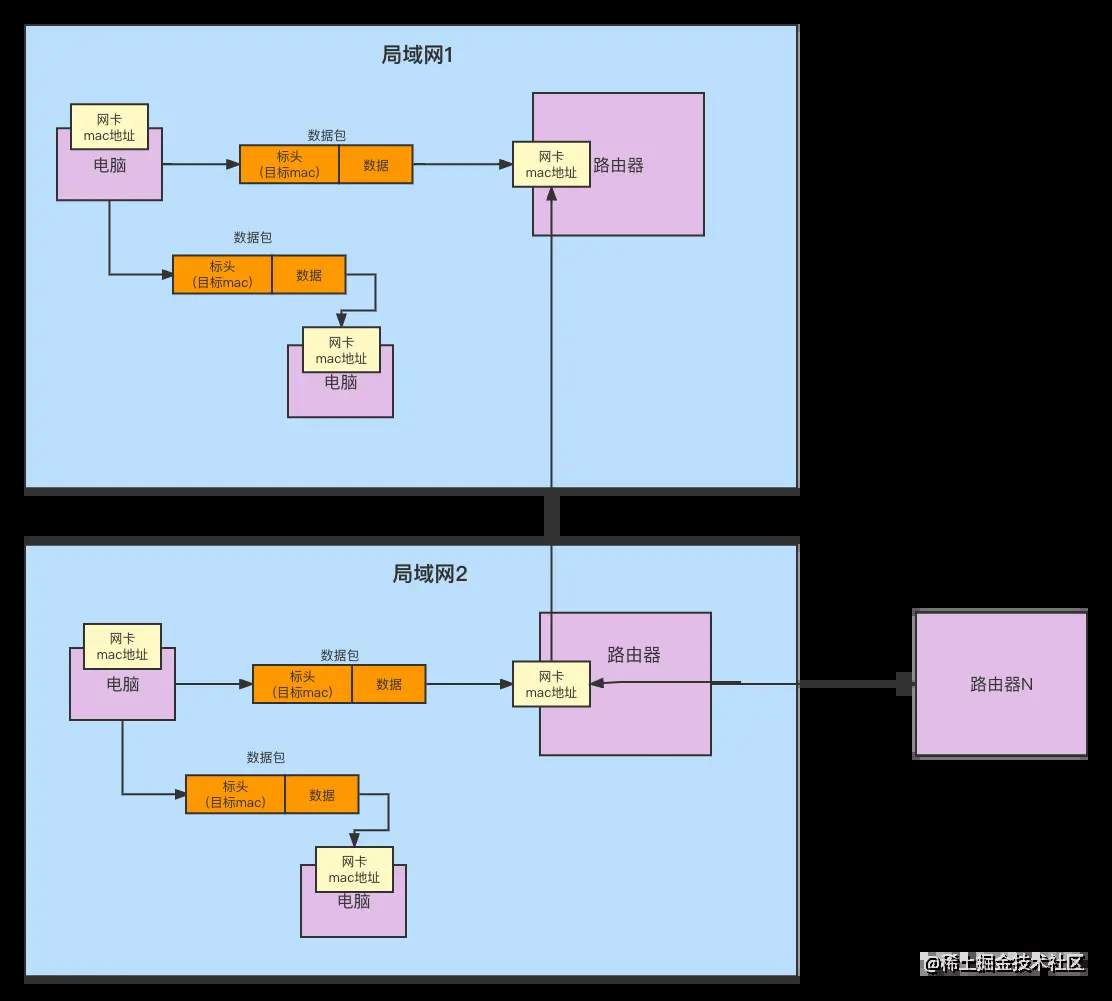 局域网1
网卡
mac地址
电脑
数据包
标头
(目标mac)
数据
网卡
mac地址
路由器
数据包
标头
(目标mac)
数据
网卡
mac地址
电脑
局域网2
网卡
mac地址
电脑
数据包
标头
(目标mac)
数据
网卡
mac地址
路由器
路由器N
数据包
标头
(目标mac)
数据
网卡
mac地址
电脑
@稀土掘金技术社区